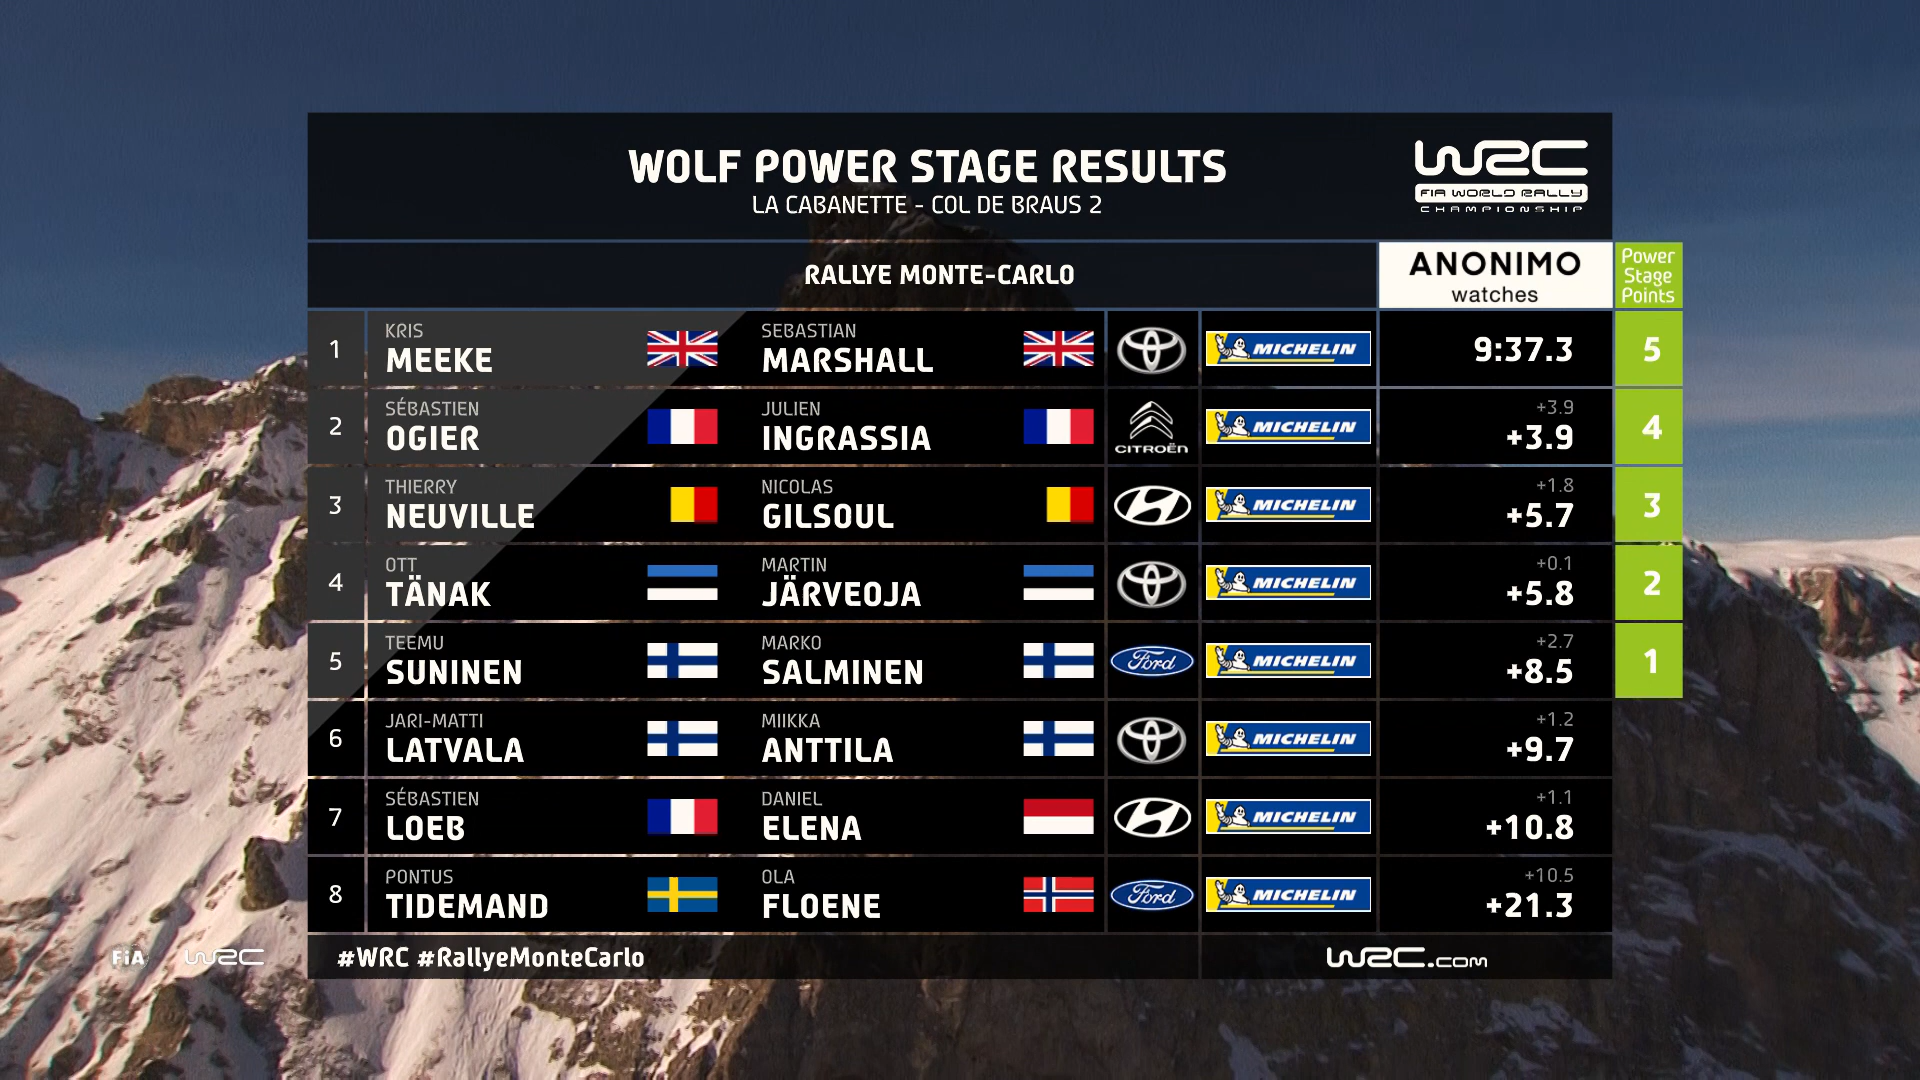 WOLF POWER STAGE RESULTS
LA CABANETTE - COL DE BRAUS 2
WRC
FIA WORLD RALLY
CHAMPIONSHIP
RALLYE MONTE-CARLO
ANONIMO
watches
Power
Stage
Points
1 KRIS MEEKE SEBASTIAN MARSHALL MICHELIN 9:37.3 5
2 SÉBASTIEN OGIER JULIEN INGRASSIA CITROËN MICHELIN +3.9 +3.9 4
3 THIERRY NEUVILLE NICOLAS GILSOUL MICHELIN +1.8 +5.7 3
4 OTT TÄNAK MARTIN JÄRVEOJA MICHELIN +0.1 +5.8 2
5 TEEMU SUNINEN MARKO SALMINEN Ford MICHELIN +2.7 +8.5 1
6 JARI-MATTI LATVALA MIIKKA ANTTILA MICHELIN +1.2 +9.7
7 SÉBASTIEN LOEB DANIEL ELENA MICHELIN +1.1 +10.8
8 PONTUS TIDEMAND OLA FLOENE Ford MICHELIN +10.5 +21.3
FIA WRC
#WRC #RallyeMonteCarlo
WRC.com